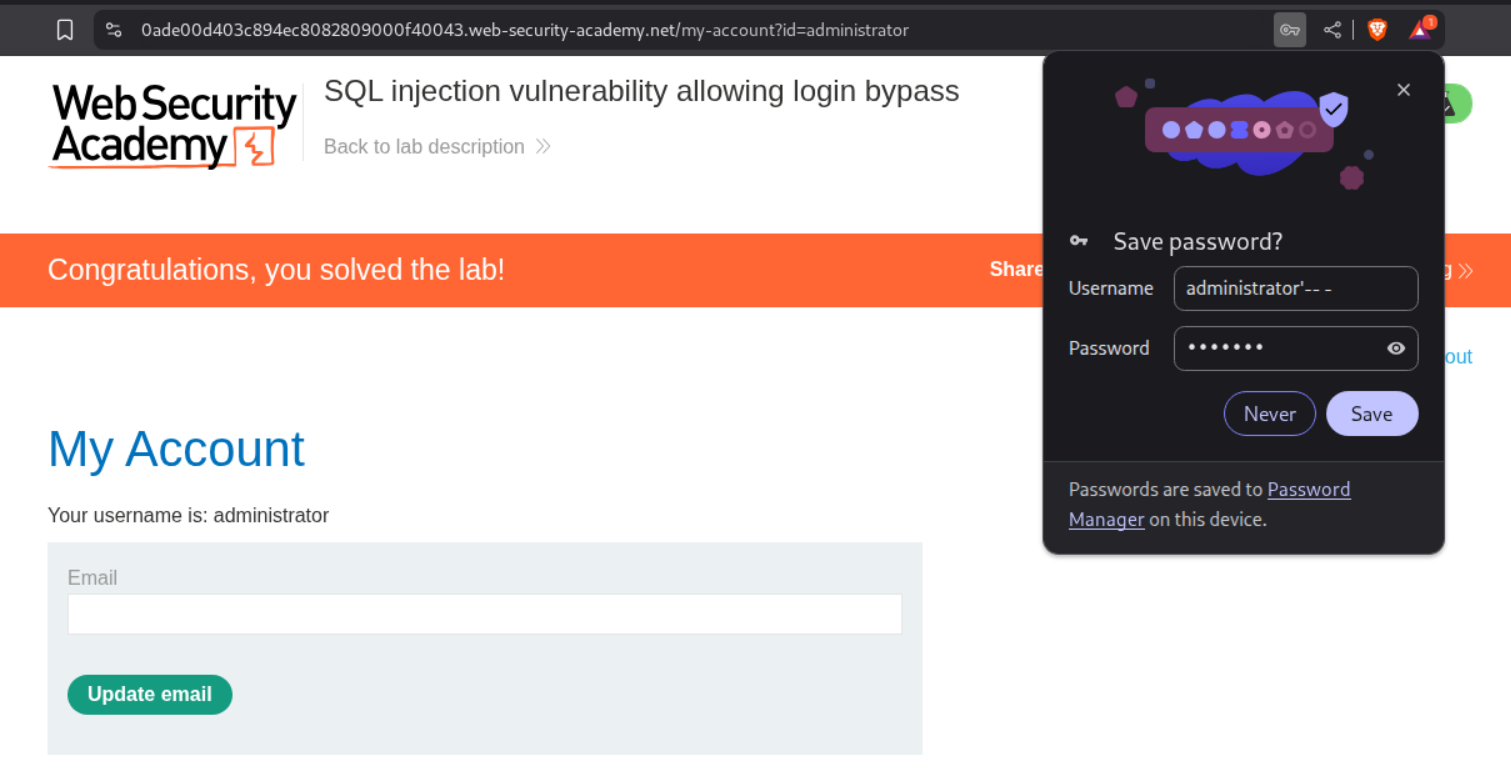 0ade00d403c894ec8082809000f40043.web-security-academy.net/my-account?id=administrator
1
Web Security
Academy
SQL injection vulnerability allowing login bypass
Back to lab description
Congratulations, you solved the lab!
Share
g
out
My Account
Your username is: administrator
Email
Update email
Save password?
Username
administrator'-- -
Password
•••••••
Never
Save
Passwords are saved to Password
Manager on this device.